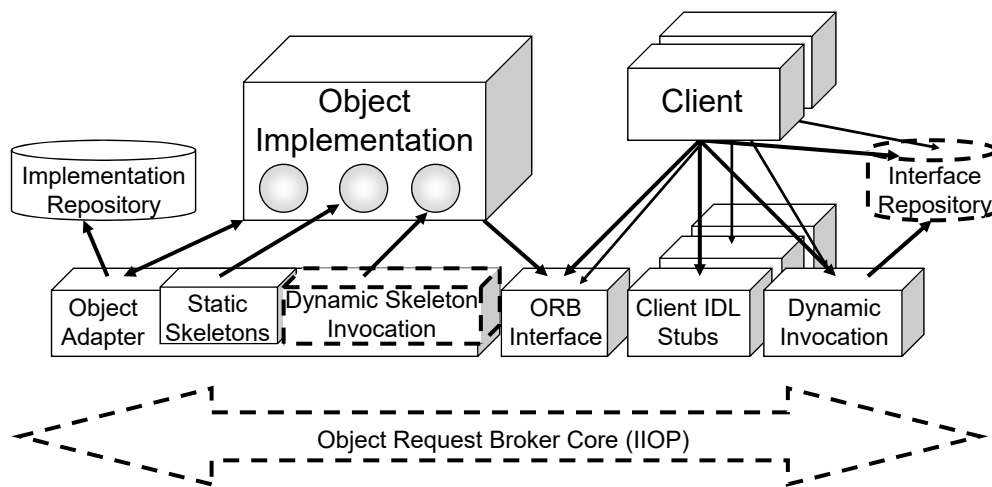 Object
Implementation
Client
Implementation
Repository
Interface
Repository
Object
Adapter
Static
Skeletons
Dynamic Skeleton
Invocation
ORB
Interface
Client IDL
Stubs
Dynamic
Invocation
Object Request Broker Core (IIOP)